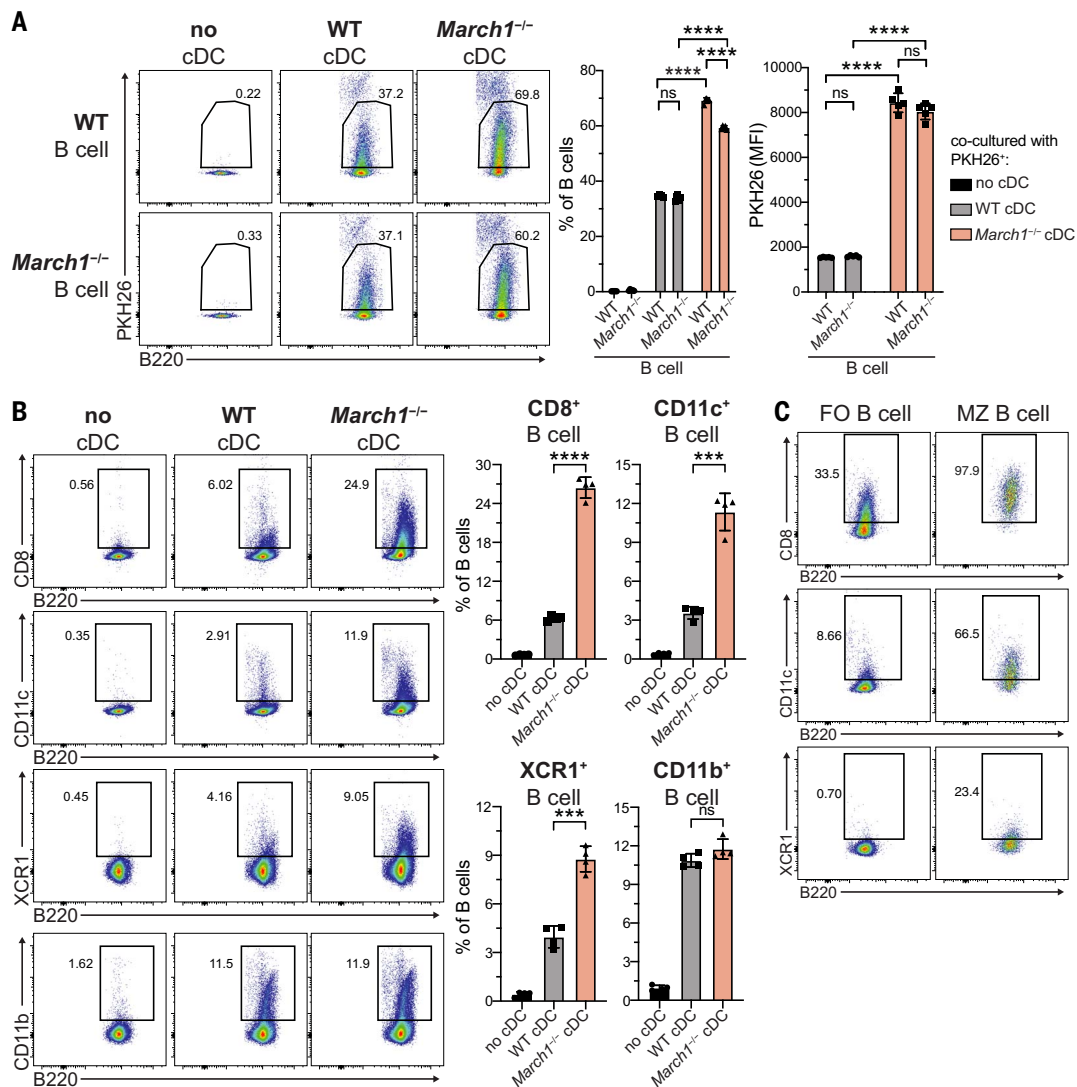 A
no
cDC
WT
cDC
March1–/–
cDC
WT
B cell
0.22
37.2
69.8
March1–/–
B cell
0.33
37.1
60.2
PKH26
B220
% of B cells
80
60
40
20
0
ns
****
****
****
WT
March1–/–
WT
March1–/–
WT
March1–/–
B cell
PKH26 (MFI)
10000
8000
6000
4000
2000
0
ns
****
****
ns
WT
March1–/–
WT
March1–/–
B cell
co-cultured with
PKH26+:
no cDC
WT cDC
March1–/– cDC
B
no
cDC
WT
cDC
March1–/–
cDC
0.56
6.02
24.9
CD8
B220
0.35
2.91
11.9
CD11c
B220
0.45
4.16
9.05
XCR1
B220
1.62
11.5
11.9
CD11b
B220
CD8+
B cell
****
% of B cells
30
24
18
12
6
0
no cDC
WT cDC
March1–/– cDC
CD11c+
B cell
***
15
12
9
6
3
0
no cDC
WT cDC
March1–/– cDC
XCR1+
B cell
***
% of B cells
12
9
6
3
0
no cDC
WT cDC
March1–/– cDC
CD11b+
B cell
ns
15
12
9
6
3
0
no cDC
WT cDC
March1–/– cDC
C
FO B cell
MZ B cell
33.5
97.9
CD8
B220
8.66
66.5
CD11c
B220
0.70
23.4
XCR1
B220